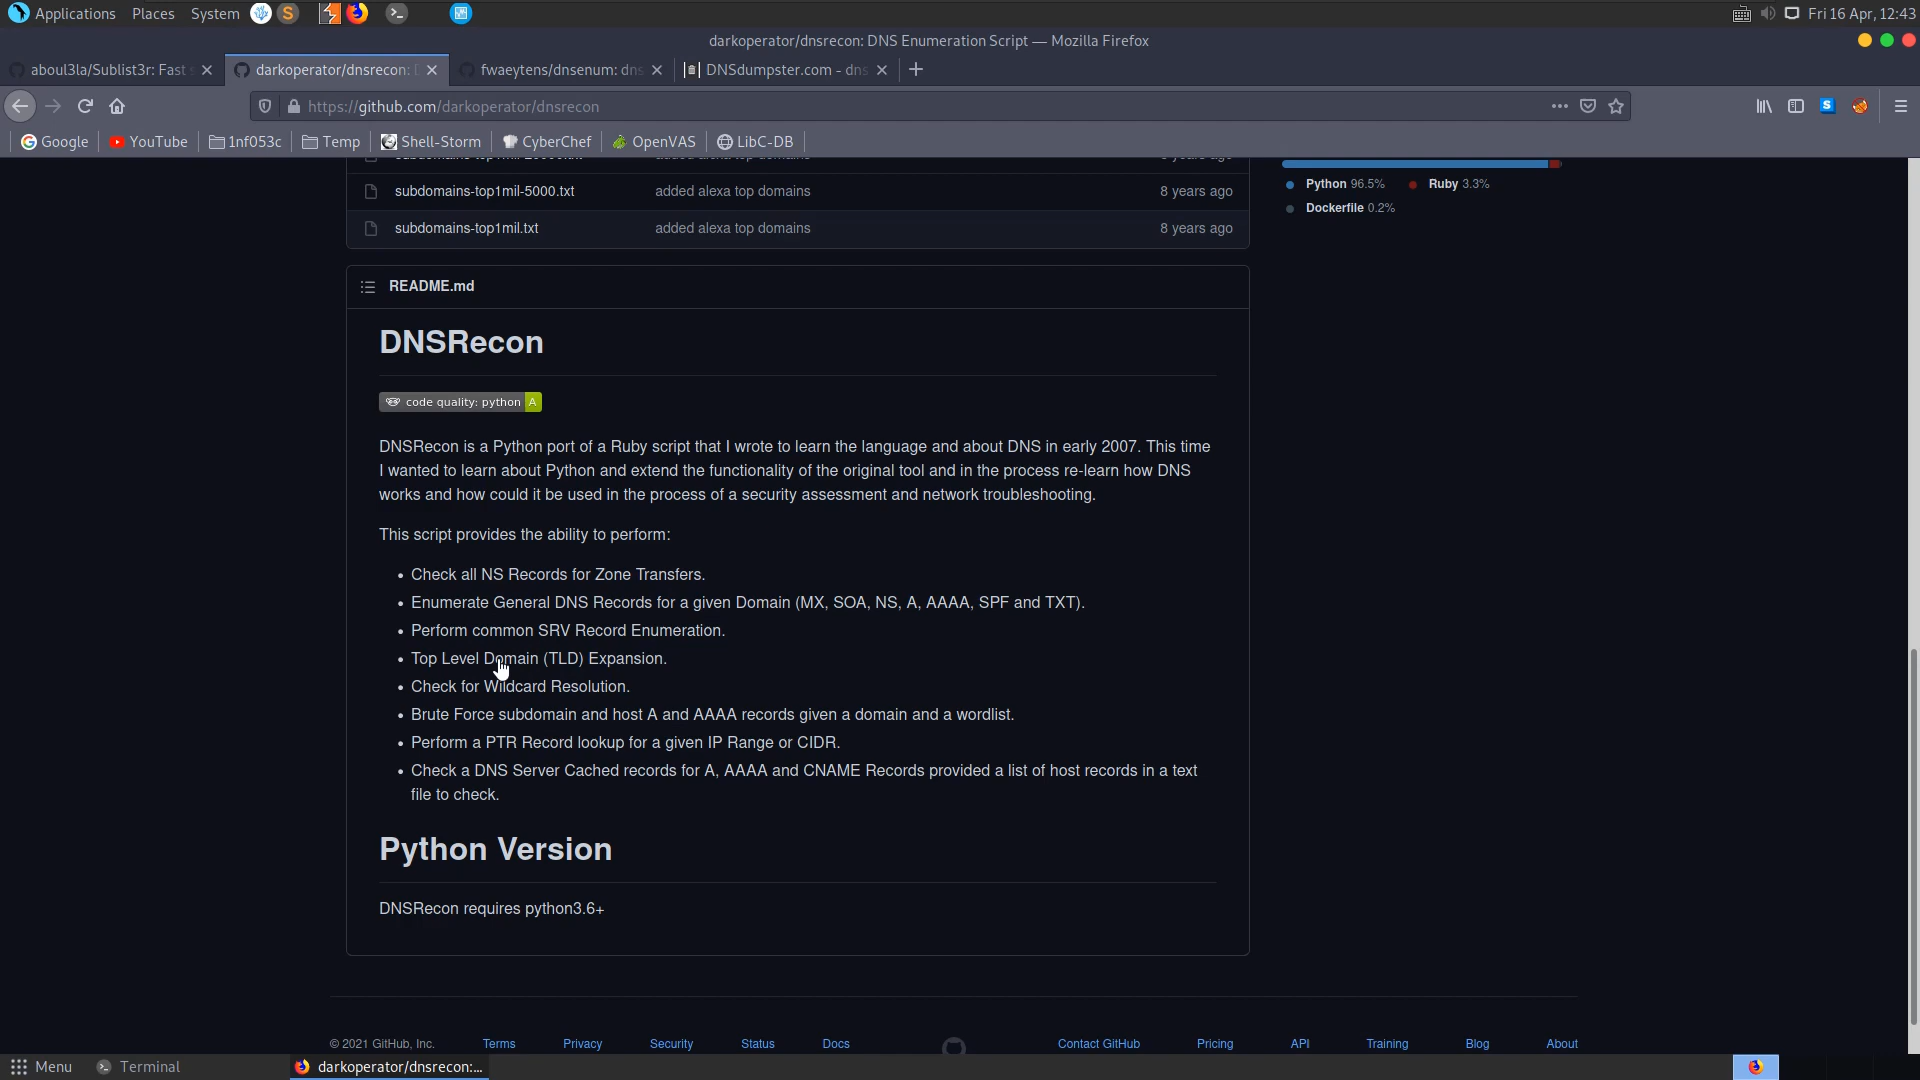 Applications Places System Fri 16 Apr, 12:43
darkoperator/dnsrecon: DNS Enumeration Script — Mozilla Firefox
aboul3la/Sublist3r: Fast darkoperator/dnsrecon: fwaeytens/dnsenum: dns DNSdumpster.com - dns
https://github.com/darkoperator/dnsrecon
Google YouTube 1nf053c Temp Shell-Storm CyberChef OpenVAS LibC-DB
subdomains-top1mil-5000.txt added alexa top domains 8 years ago
subdomains-top1mil.txt added alexa top domains 8 years ago
Python 96.5% Ruby 3.3%
Dockerfile 0.2%
README.md
DNSRecon
code quality: python A
DNSRecon is a Python port of a Ruby script that I wrote to learn the language and about DNS in early 2007. This time
I wanted to learn about Python and extend the functionality of the original tool and in the process re-learn how DNS
works and how could it be used in the process of a security assessment and network troubleshooting.
This script provides the ability to perform:
• Check all NS Records for Zone Transfers.
• Enumerate General DNS Records for a given Domain (MX, SOA, NS, A, AAAA, SPF and TXT).
• Perform common SRV Record Enumeration.
• Top Level Domain (TLD) Expansion.
• Check for Wildcard Resolution.
• Brute Force subdomain and host A and AAAA records given a domain and a wordlist.
• Perform a PTR Record lookup for a given IP Range or CIDR.
• Check a DNS Server Cached records for A, AAAA and CNAME Records provided a list of host records in a text
file to check.
Python Version
DNSRecon requires python3.6+
© 2021 GitHub, Inc. Terms Privacy Security Status Docs Contact GitHub Pricing API Training Blog About
Menu Terminal darkoperator/dnsrecon:...